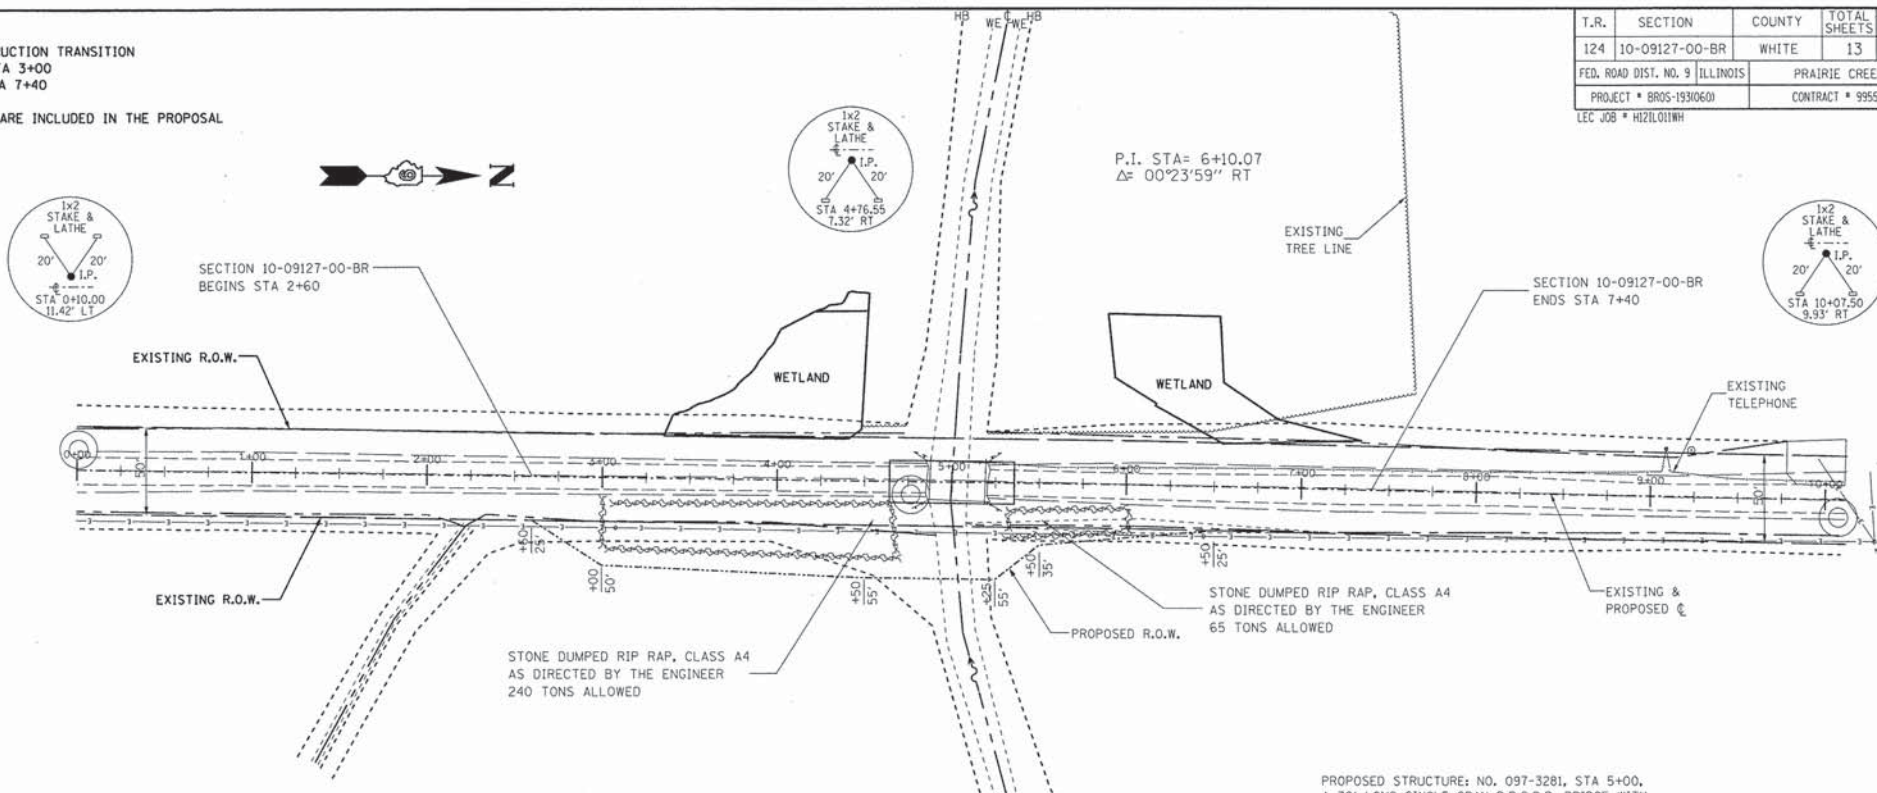 UCTION TRANSITION
A 3+00
A 7+40
ARE INCLUDED IN THE PROPOSAL
HB WE ℄ WE HB
T.R. SECTION COUNTY TOTAL SHEETS
124 10-09127-00-BR WHITE 13
FED. ROAD DIST. NO. 9 ILLINOIS PRAIRIE CREE
PROJECT * BROS-193(060) CONTRACT * 9955
LEC JOB * H121L011WH
N
1x2
STAKE &
LATHE
20' 20'
I.P.
℄
STA 0+10.00
11.42' LT
1x2
STAKE &
LATHE
℄
I.P.
20' 20'
STA 4+76.55
7.32' RT
P.I. STA= 6+10.07
Δ= 00°23'59" RT
1x2
STAKE &
LATHE
℄
I.P.
20' 20'
STA 10+07.50
9.93' RT
EXISTING
TREE LINE
SECTION 10-09127-00-BR
BEGINS STA 2+60
SECTION 10-09127-00-BR
ENDS STA 7+40
EXISTING R.O.W.
WETLAND
WETLAND
EXISTING
TELEPHONE
0+00 1+00 2+00 3+00 4+00 5+00 6+00 7+00 8+00 9+00 10+00
50'
50'
+50
25'
+00
50'
+50
55'
+25
55'
+50
35'
+50
25'
EXISTING R.O.W.
STONE DUMPED RIP RAP, CLASS A4
AS DIRECTED BY THE ENGINEER
240 TONS ALLOWED
PROPOSED R.O.W.
STONE DUMPED RIP RAP, CLASS A4
AS DIRECTED BY THE ENGINEER
65 TONS ALLOWED
EXISTING &
PROPOSED ℄
PROPOSED STRUCTURE: NO. 097-3281, STA 5+00,